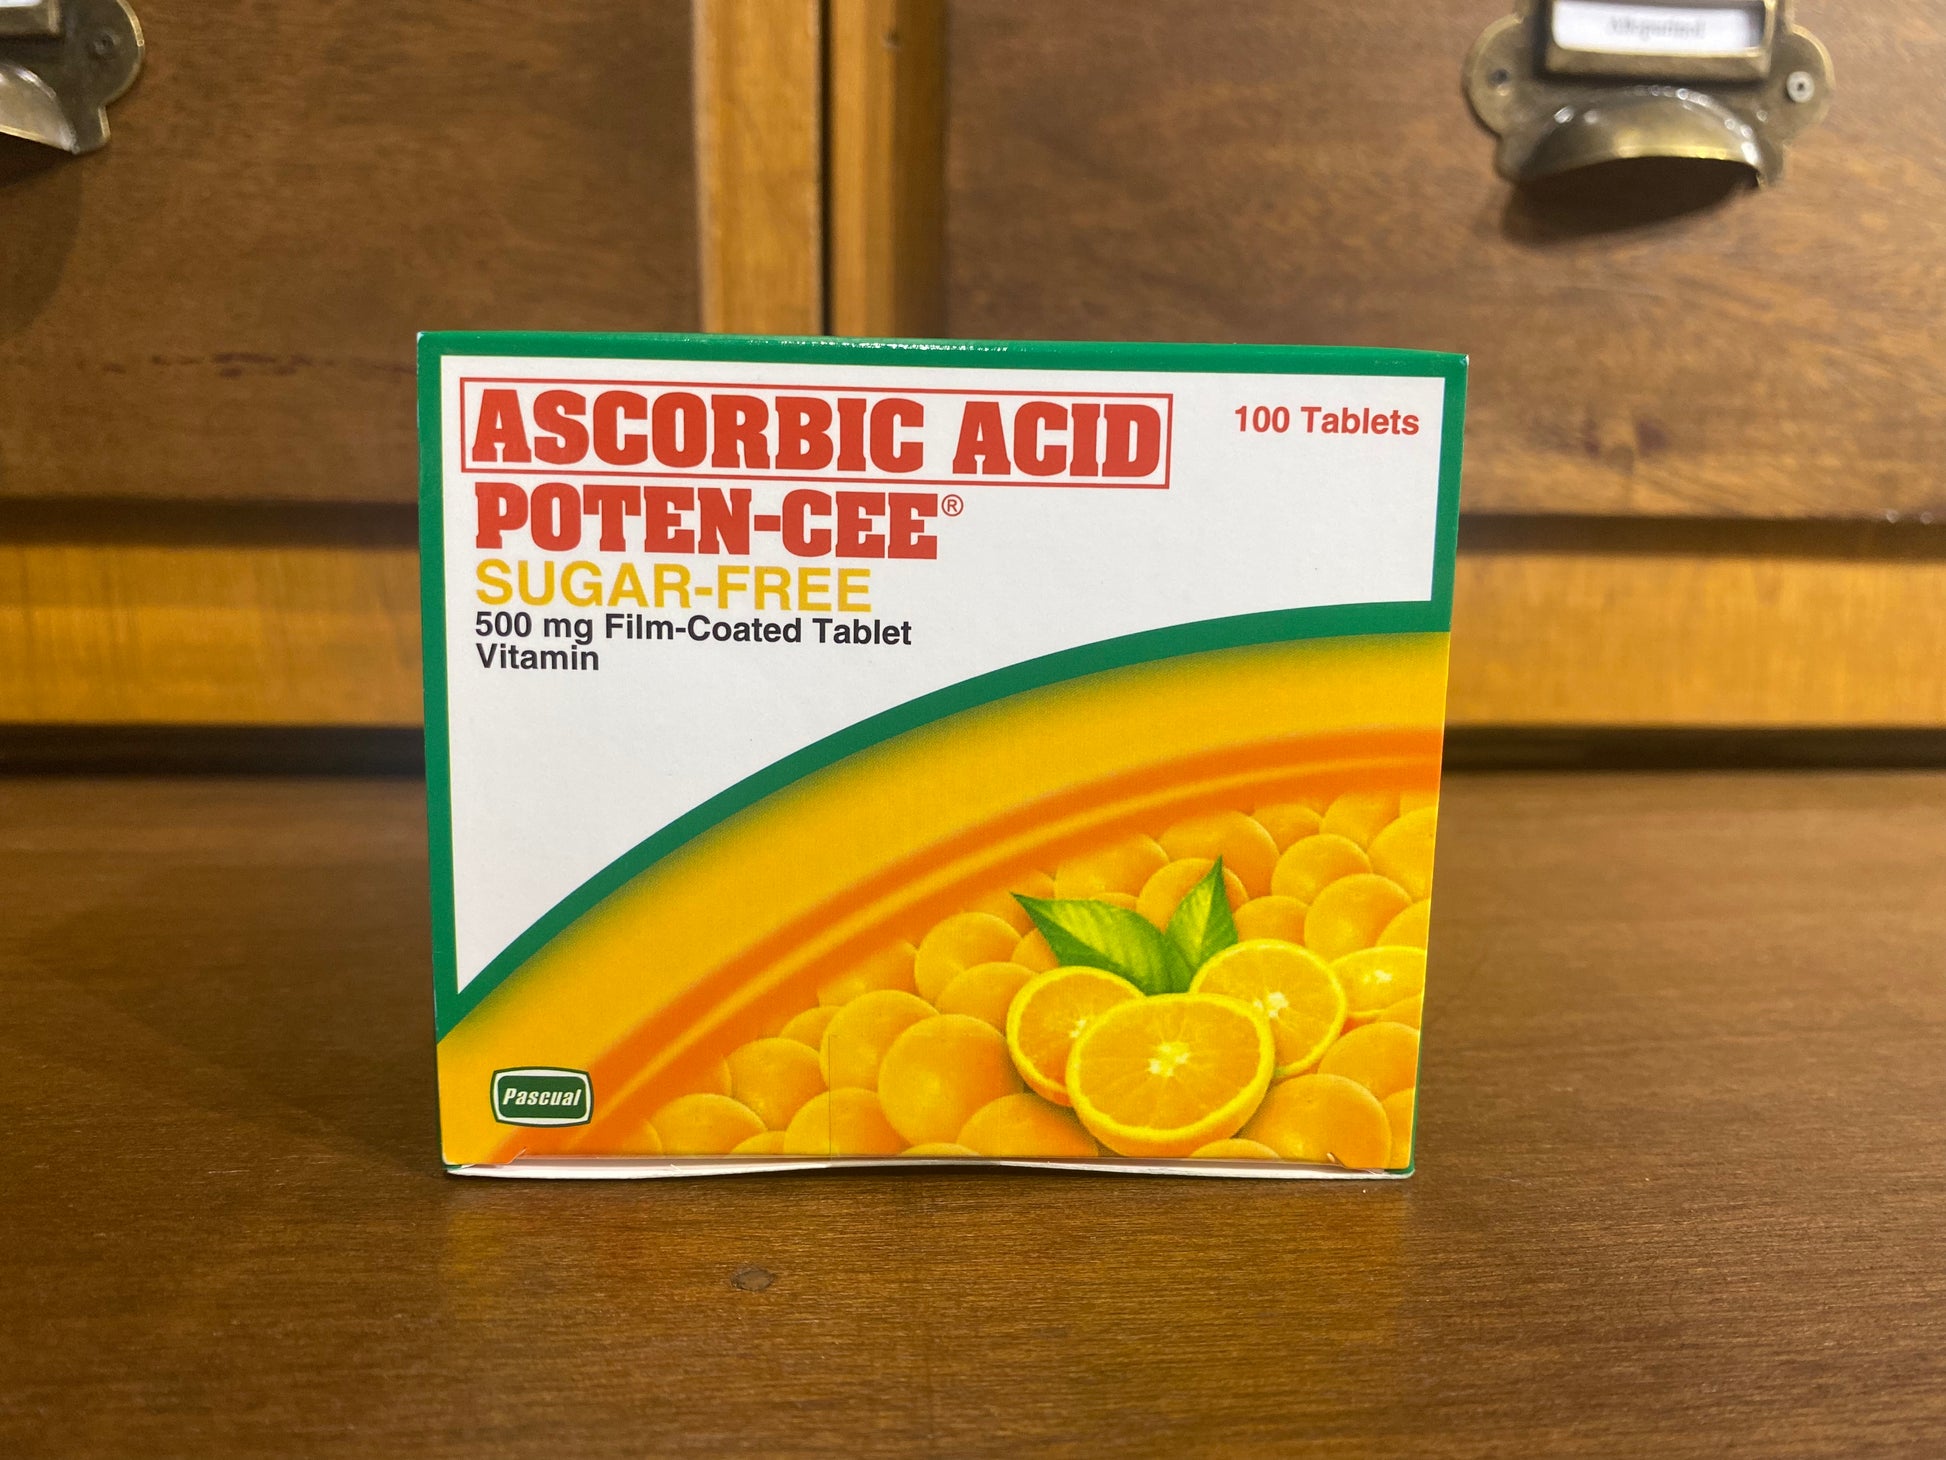 ASCORBIC ACID
100 Tablets
POTEN-CEE®
SUGAR-FREE
500 mg Film-Coated Tablet
Vitamin
Pascual